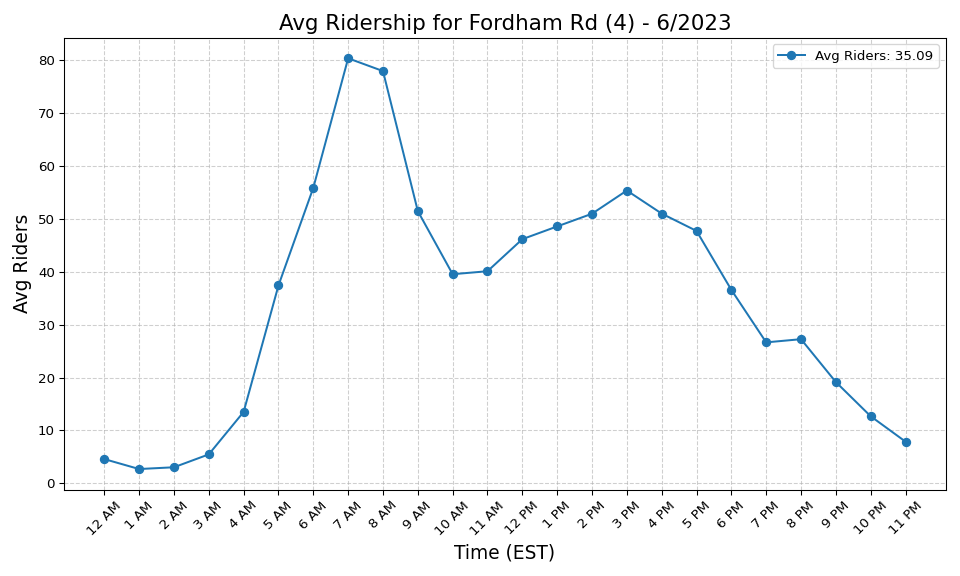 Avg Ridership for Fordham Rd (4) - 6/2023
Avg Riders: 35.09
Avg Riders
80
70
60
50
40
30
20
10
0
12 AM 1 AM 2 AM 3 AM 4 AM 5 AM 6 AM 7 AM 8 AM 9 AM 10 AM 11 AM 12 PM 1 PM 2 PM 3 PM 4 PM 5 PM 6 PM 7 PM 8 PM 9 PM 10 PM 11 PM
Time (EST)